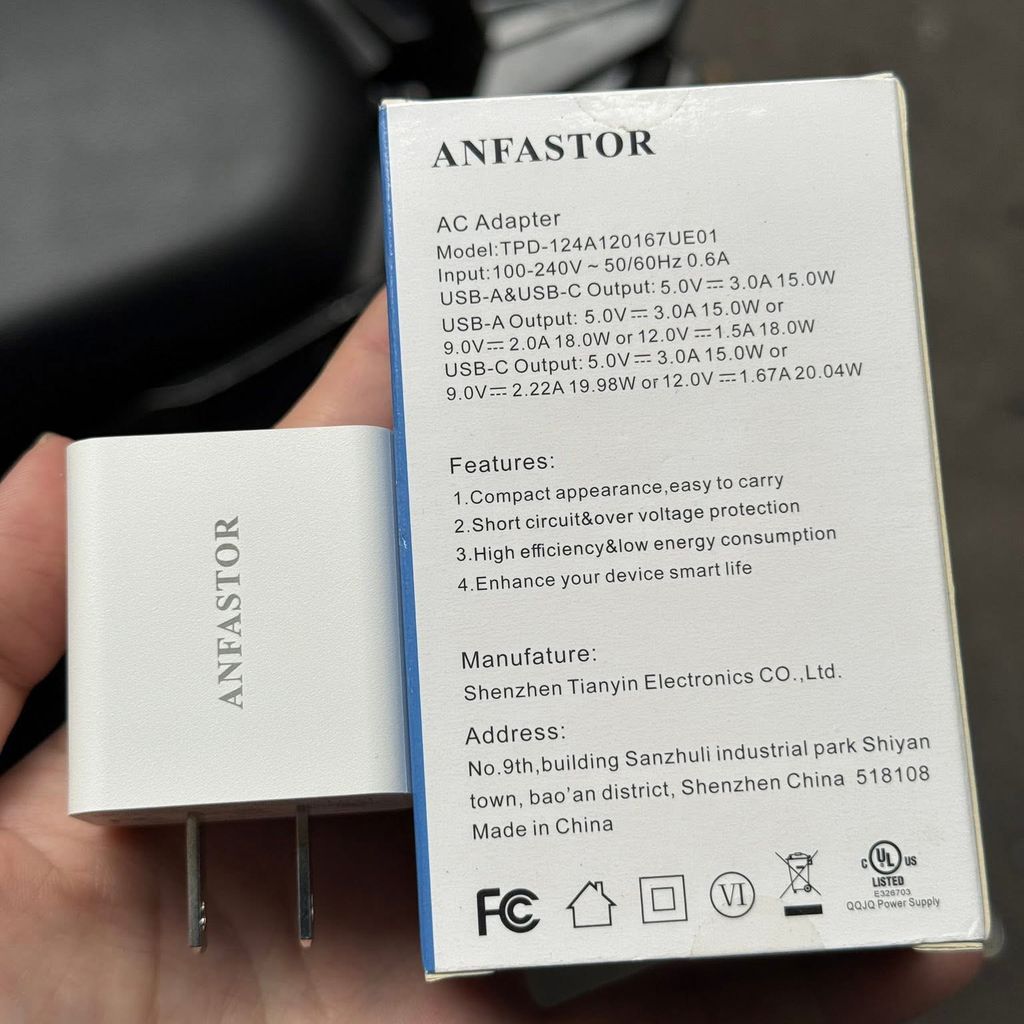 ANFASTOR
AC Adapter
Model:TPD-124A120167UE01
Input:100-240V ~ 50/60Hz 0.6A
USB-A&USB-C Output: 5.0V⎓ 3.0A 15.0W
USB-A Output: 5.0V⎓ 3.0A 15.0W or
9.0V⎓ 2.0A 18.0W or 12.0V⎓1.5A 18.0W
USB-C Output: 5.0V⎓ 3.0A 15.0W or
9.0V⎓ 2.22A 19.98W or 12.0V⎓1.67A 20.04W
Features:
1.Compact appearance,easy to carry
2.Short circuit&over voltage protection
3.High efficiency&low energy consumption
4.Enhance your device smart life
Manufature:
Shenzhen Tianyin Electronics CO.,Ltd.
Address:
No.9th,building Sanzhuli industrial park Shiyan
town, bao'an district, Shenzhen China 518108
Made in China
FC
VI
c UL US
LISTED
E326703
QQJQ Power Supply
ANFASTOR